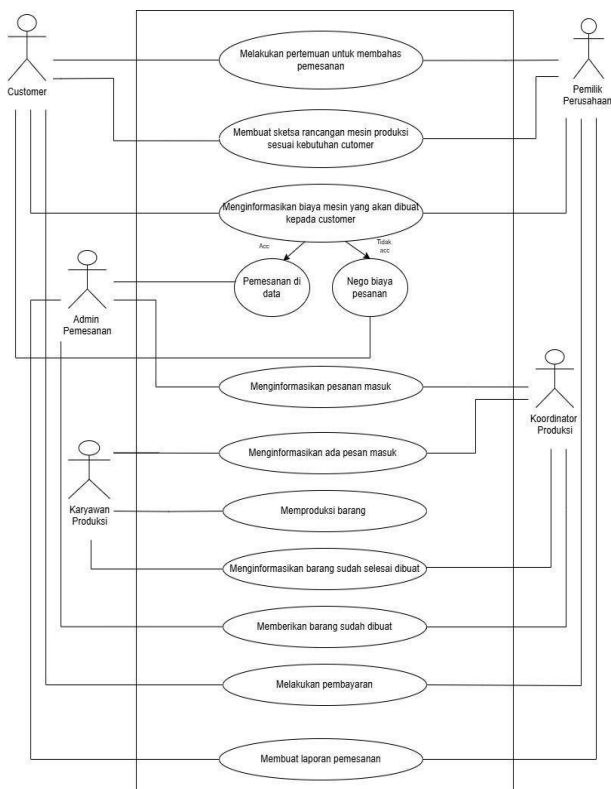 Melakukan pertemuan untuk membahas
pemesanan
Customer
Pemilik
Perusahaan
Membuat sketsa rancangan mesin produksi
sesuai kebutuhan cutomer
Menginformasikan biaya mesin yang akan dibuat
kepada customer
Acc
Tidak
acc
Pemesanan di
data
Nego biaya
pesanan
Admin
Pemesanan
Menginformasikan pesanan masuk
Koordinator
Produksi
Menginformasikan ada pesan masuk
Karyawan
Produksi
Memproduksi barang
Menginformasikan barang sudah selesai dibuat
Memberikan barang sudah dibuat
Melakukan pembayaran
Membuat laporan pemesanan